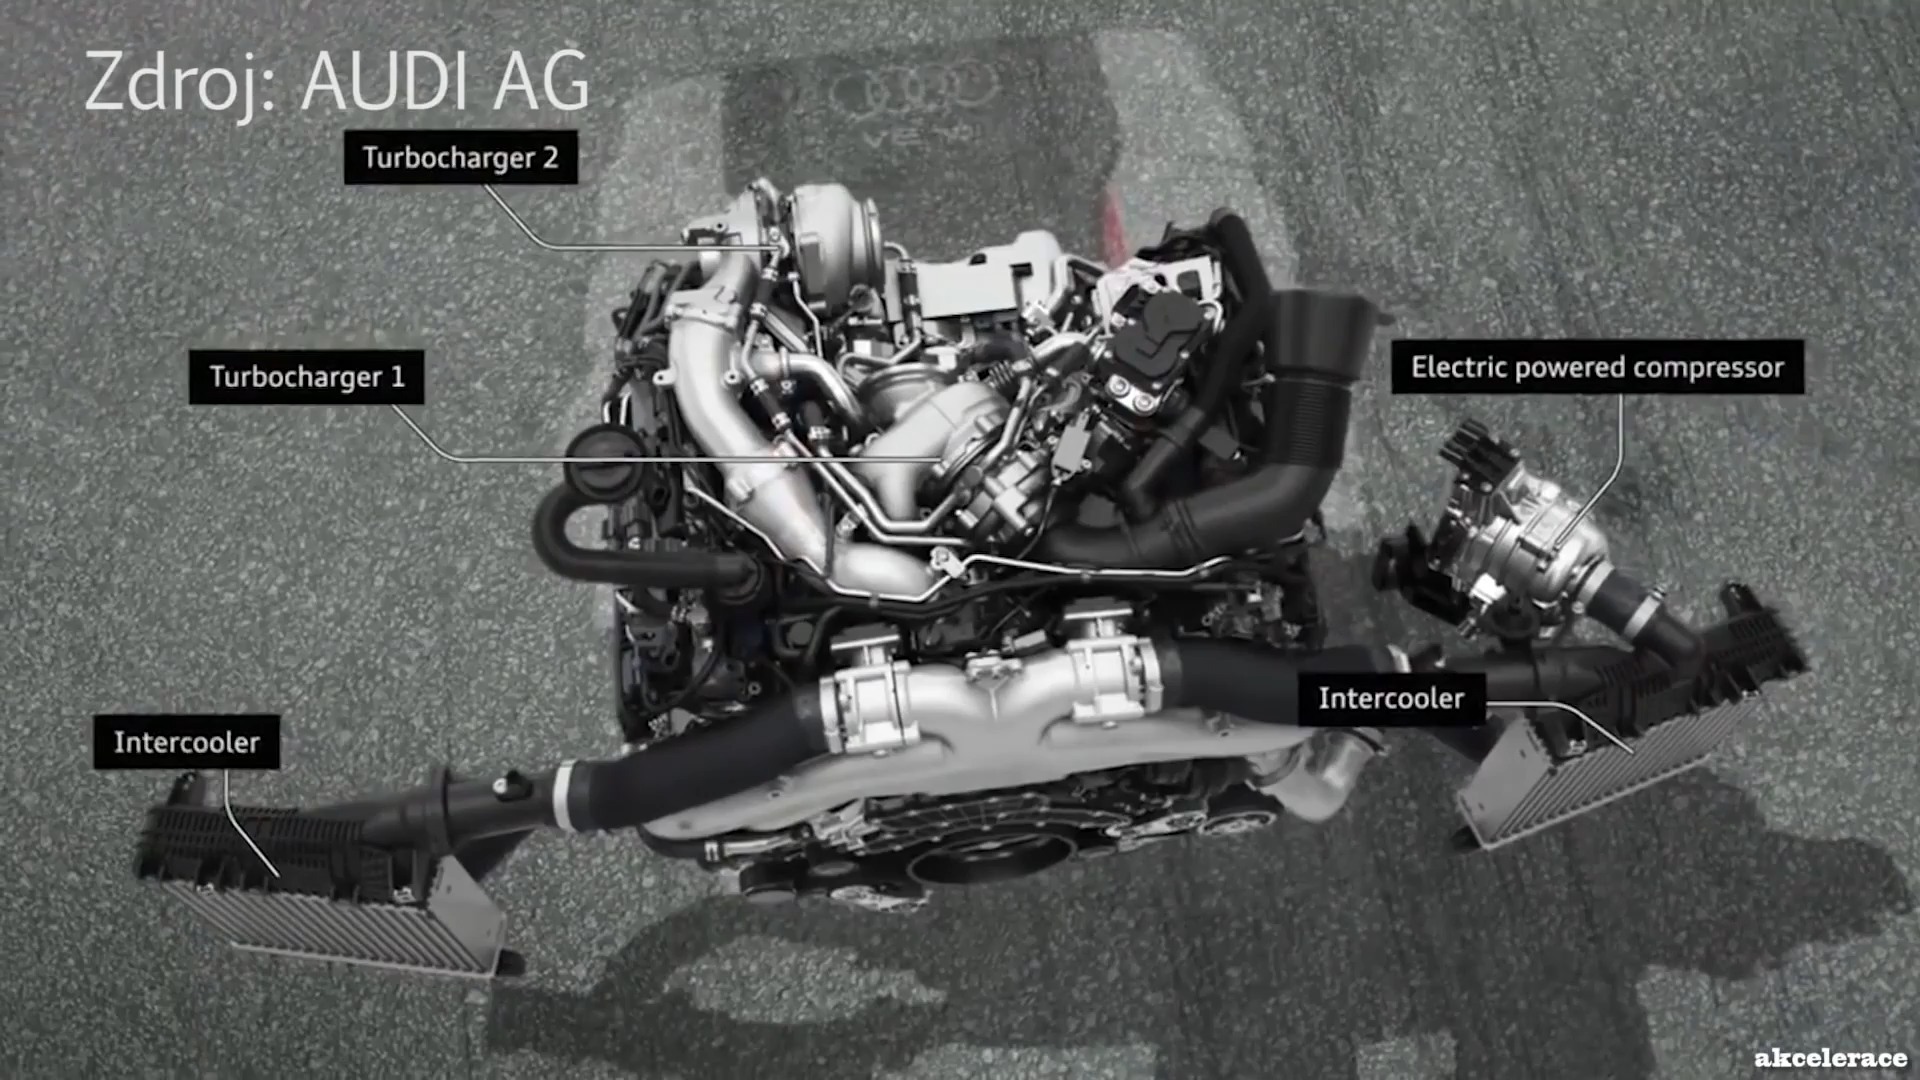 Zdroj: AUDI AG
Turbocharger 2
Turbocharger 1
Electric powered compressor
Intercooler
Intercooler
akcelerace